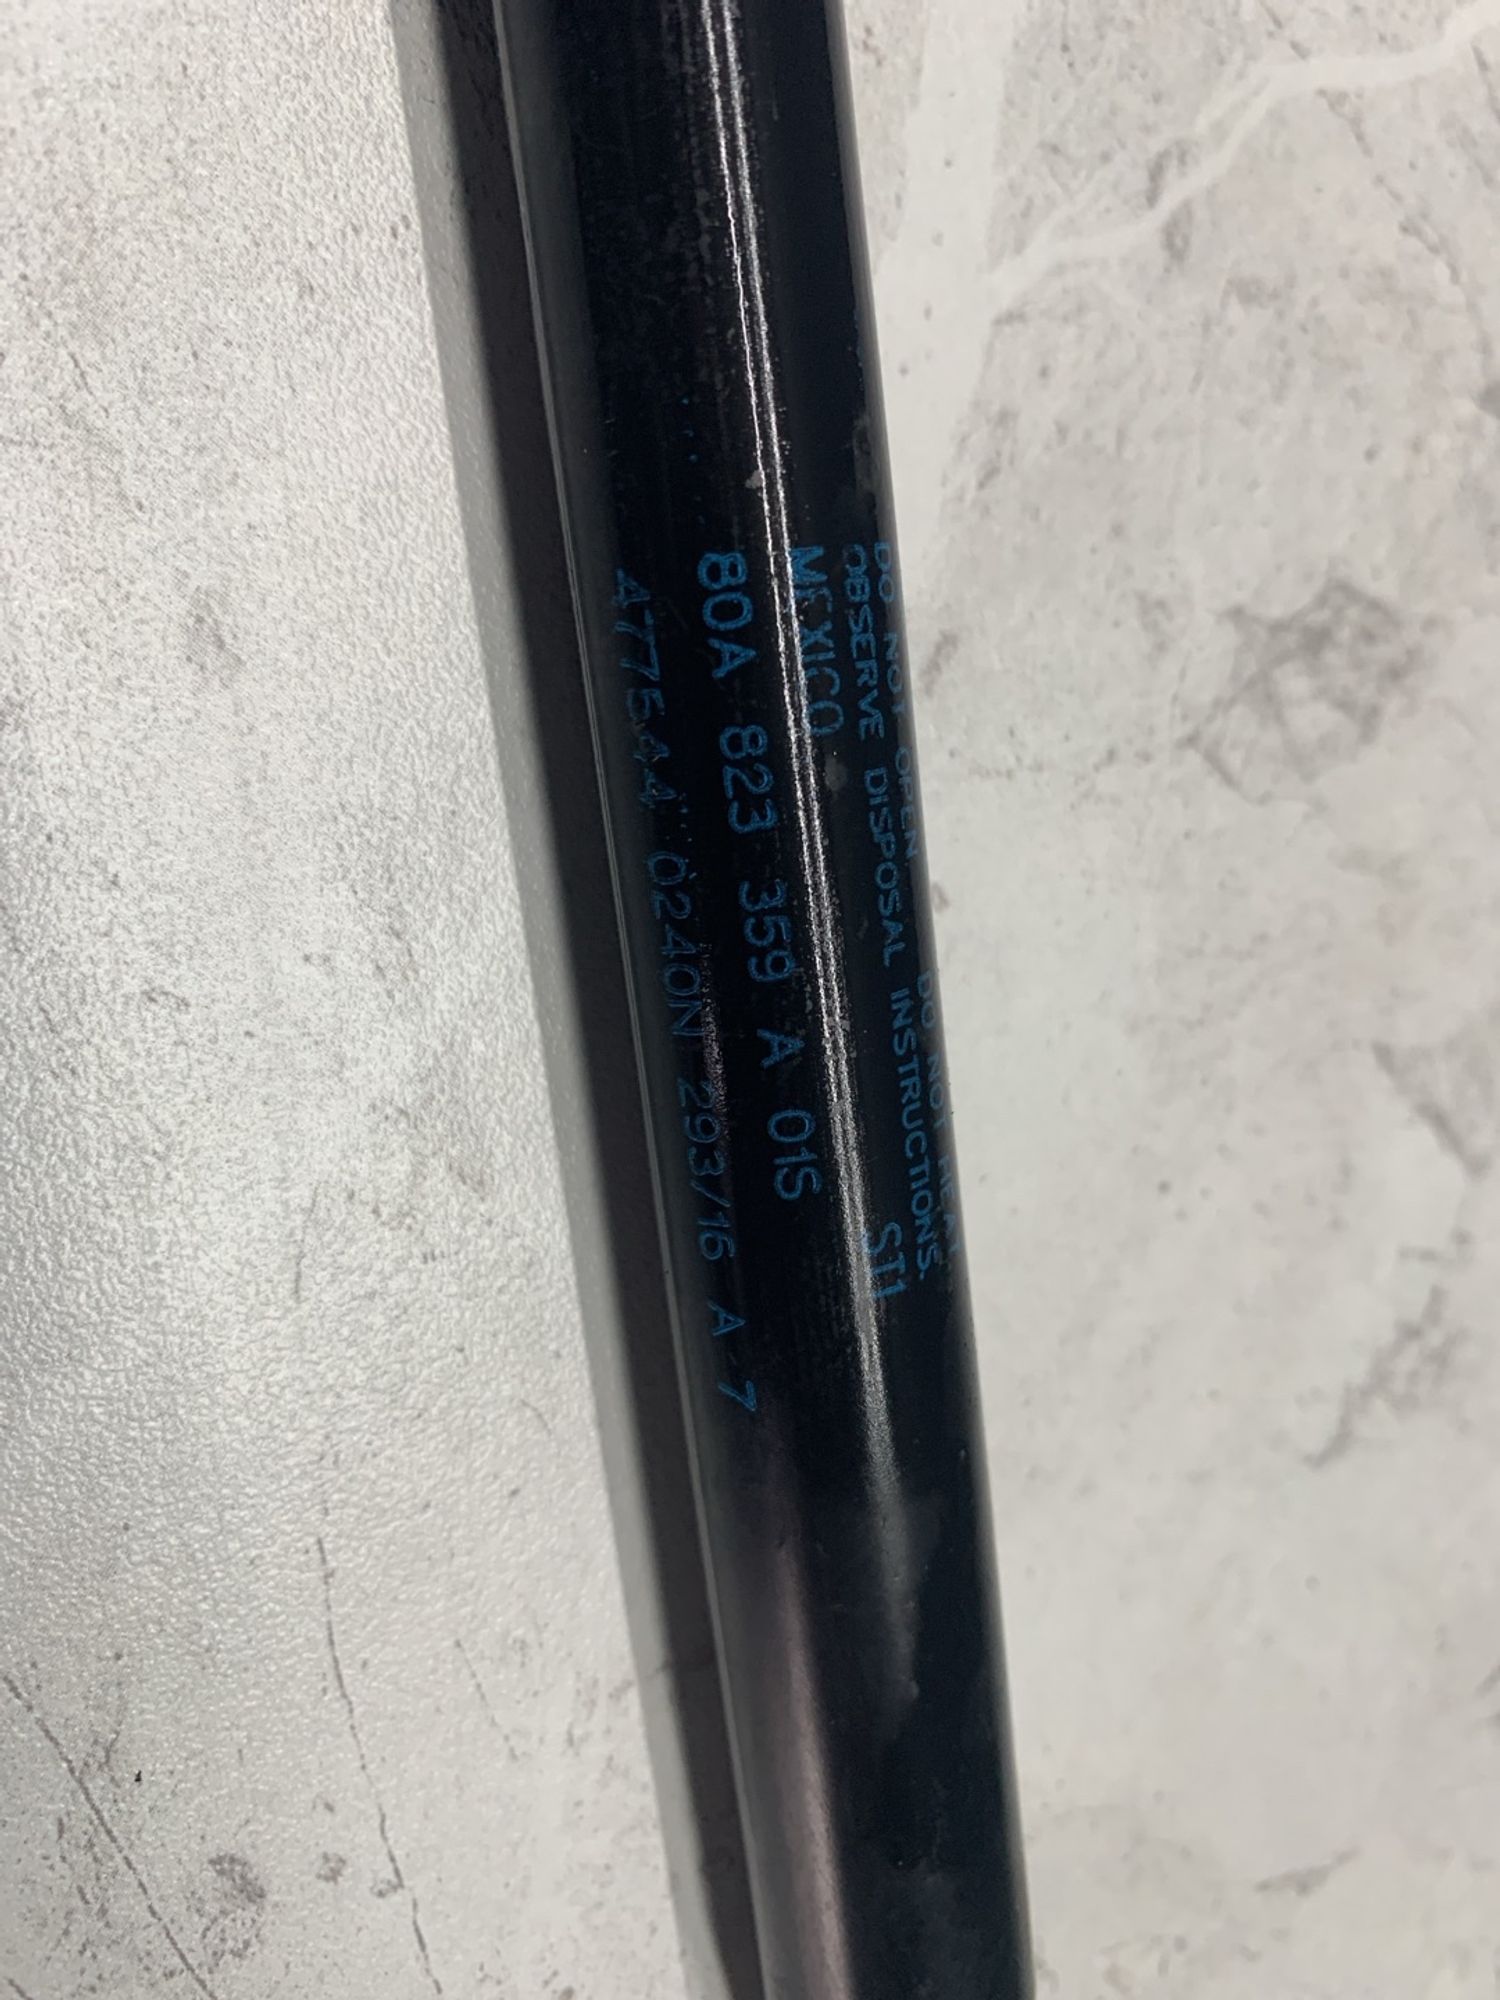 DO NOT OPEN DO NOT HEAT
OBSERVE DISPOSAL INSTRUCTIONS.
MEXICO ST1
80A 823 359 A 01S
477544 0240N 293/16 A 7